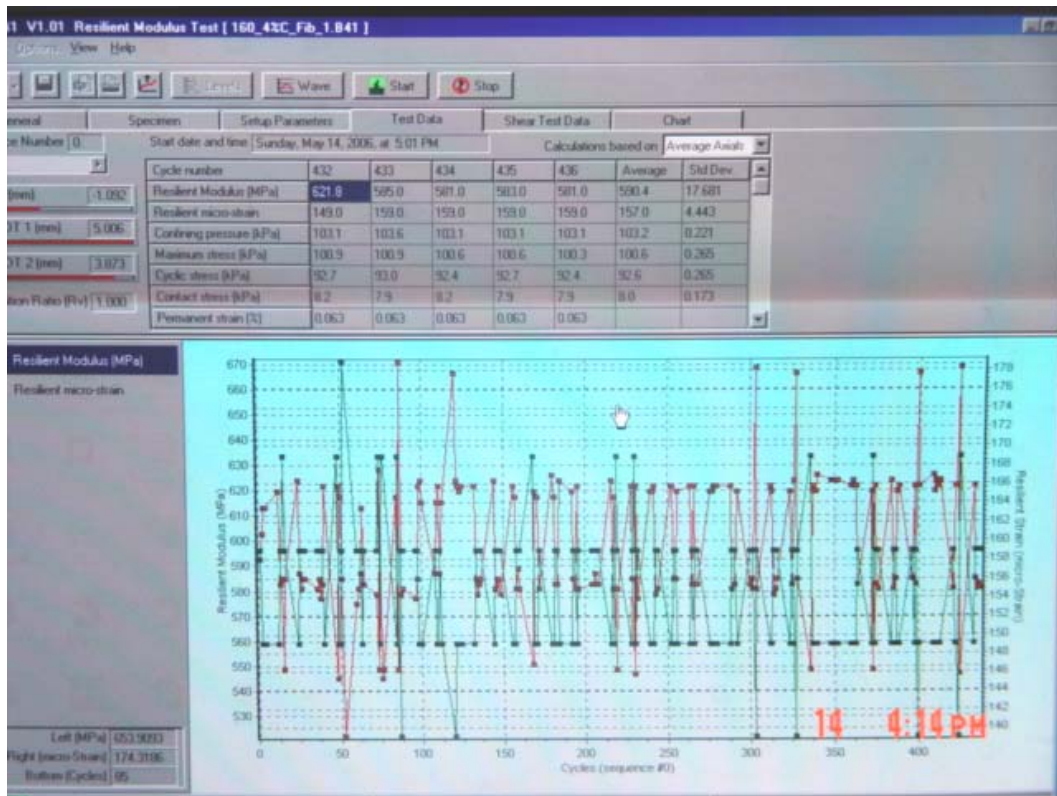 V1.01 Resilient Modulus Test [ 160_4%C_Fib_1.B41 ]
Options View Help
Wave Start Stop
Specimen Setup Parameters Test Data Shear Test Data Chart
Number 0 Start date and time Sunday, May 14, 2006, at 5:01 PM Calculations based on Average Axials
Cycle number 432 433 434 435 436 Average Std Dev.
(mm) -1.092 Resilient Modulus (MPa) 621.8 585.0 581.0 583.0 581.0 590.4 17.681
Resilient micro-strain 149.0 159.0 159.0 159.0 159.0 157.0 4.443
1 (mm) 5.006 Confining pressure (kPa) 103.1 103.6 103.1 103.1 103.1 103.2 0.221
Maximum stress (kPa) 100.9 100.9 100.6 100.6 100.3 100.6 0.265
2 (mm) 3.873 Cyclic stress (kPa) 92.7 93.0 92.4 92.7 92.4 92.6 0.265
Ratio (Rv) 1.000 Contact stress (kPa) 8.2 7.9 8.2 7.9 7.9 8.0 0.173
Permanent strain (%) 0.063 0.063 0.063 0.063 0.063
Resilient Modulus (MPa)
Resilient micro-strain
670
660
650
640
630
620
610
600
590
580
570
560
550
540
530
Resilient Modulus (MPa)
178
176
174
172
170
168
166
164
162
160
158
156
154
152
150
148
146
144
142
140
Resilient Strain (micro-Strain)
0 50 100 150 200 250 300 350 400
Cycles (sequence #0)
Left (MPa) 653.9093
Right (micro-Strain) 174.3186
Bottom (Cycles) 85
14 4:14 PM